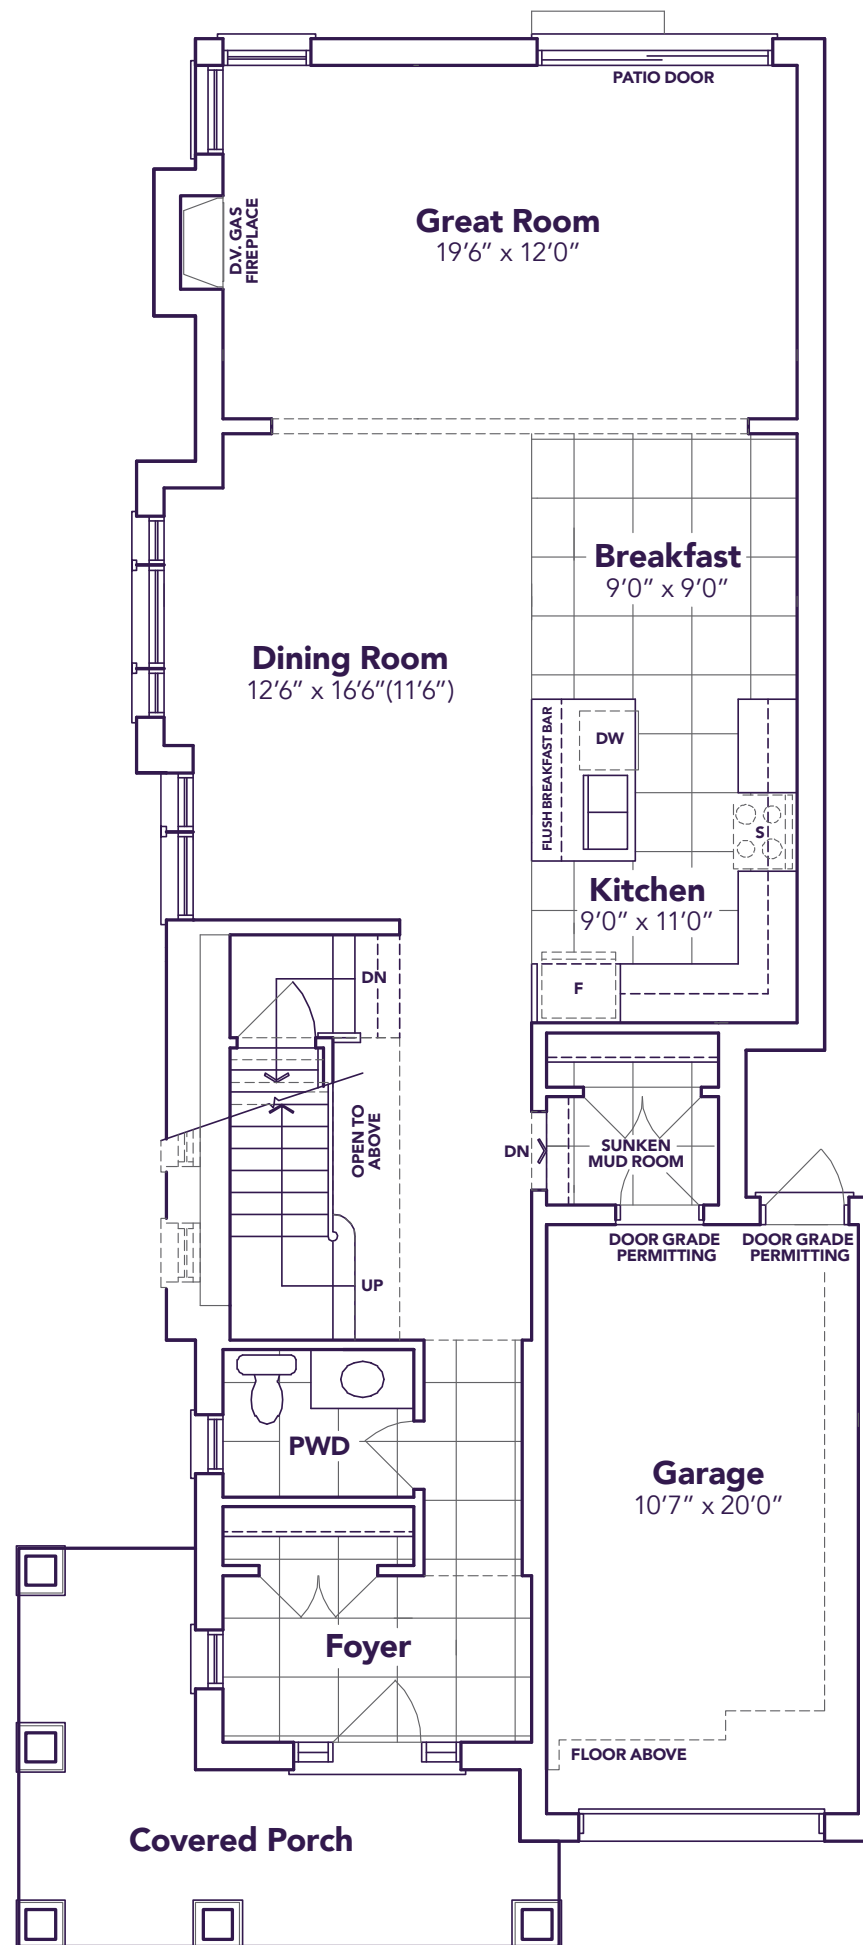 PATIO DOOR
Great Room
19'6" x 12'0"
D.V. GAS
FIREPLACE
Breakfast
9'0" x 9'0"
Dining Room
12'6" x 16'6"(11'6")
FLUSH BREAKFAST BAR
DW
S
Kitchen
9'0" x 11'0"
F
DN
OPEN TO
ABOVE
DN
SUNKEN
MUD ROOM
DOOR GRADE
PERMITTING
DOOR GRADE
PERMITTING
UP
PWD
Garage
10'7" x 20'0"
Foyer
FLOOR ABOVE
Covered Porch